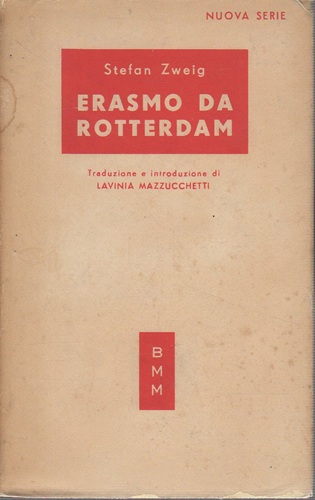 NUOVA SERIE
Stefan Zweig
ERASMO DA
ROTTERDAM
Traduzione e introduzione di
LAVINIA MAZZUCCHETTI
B
M
M